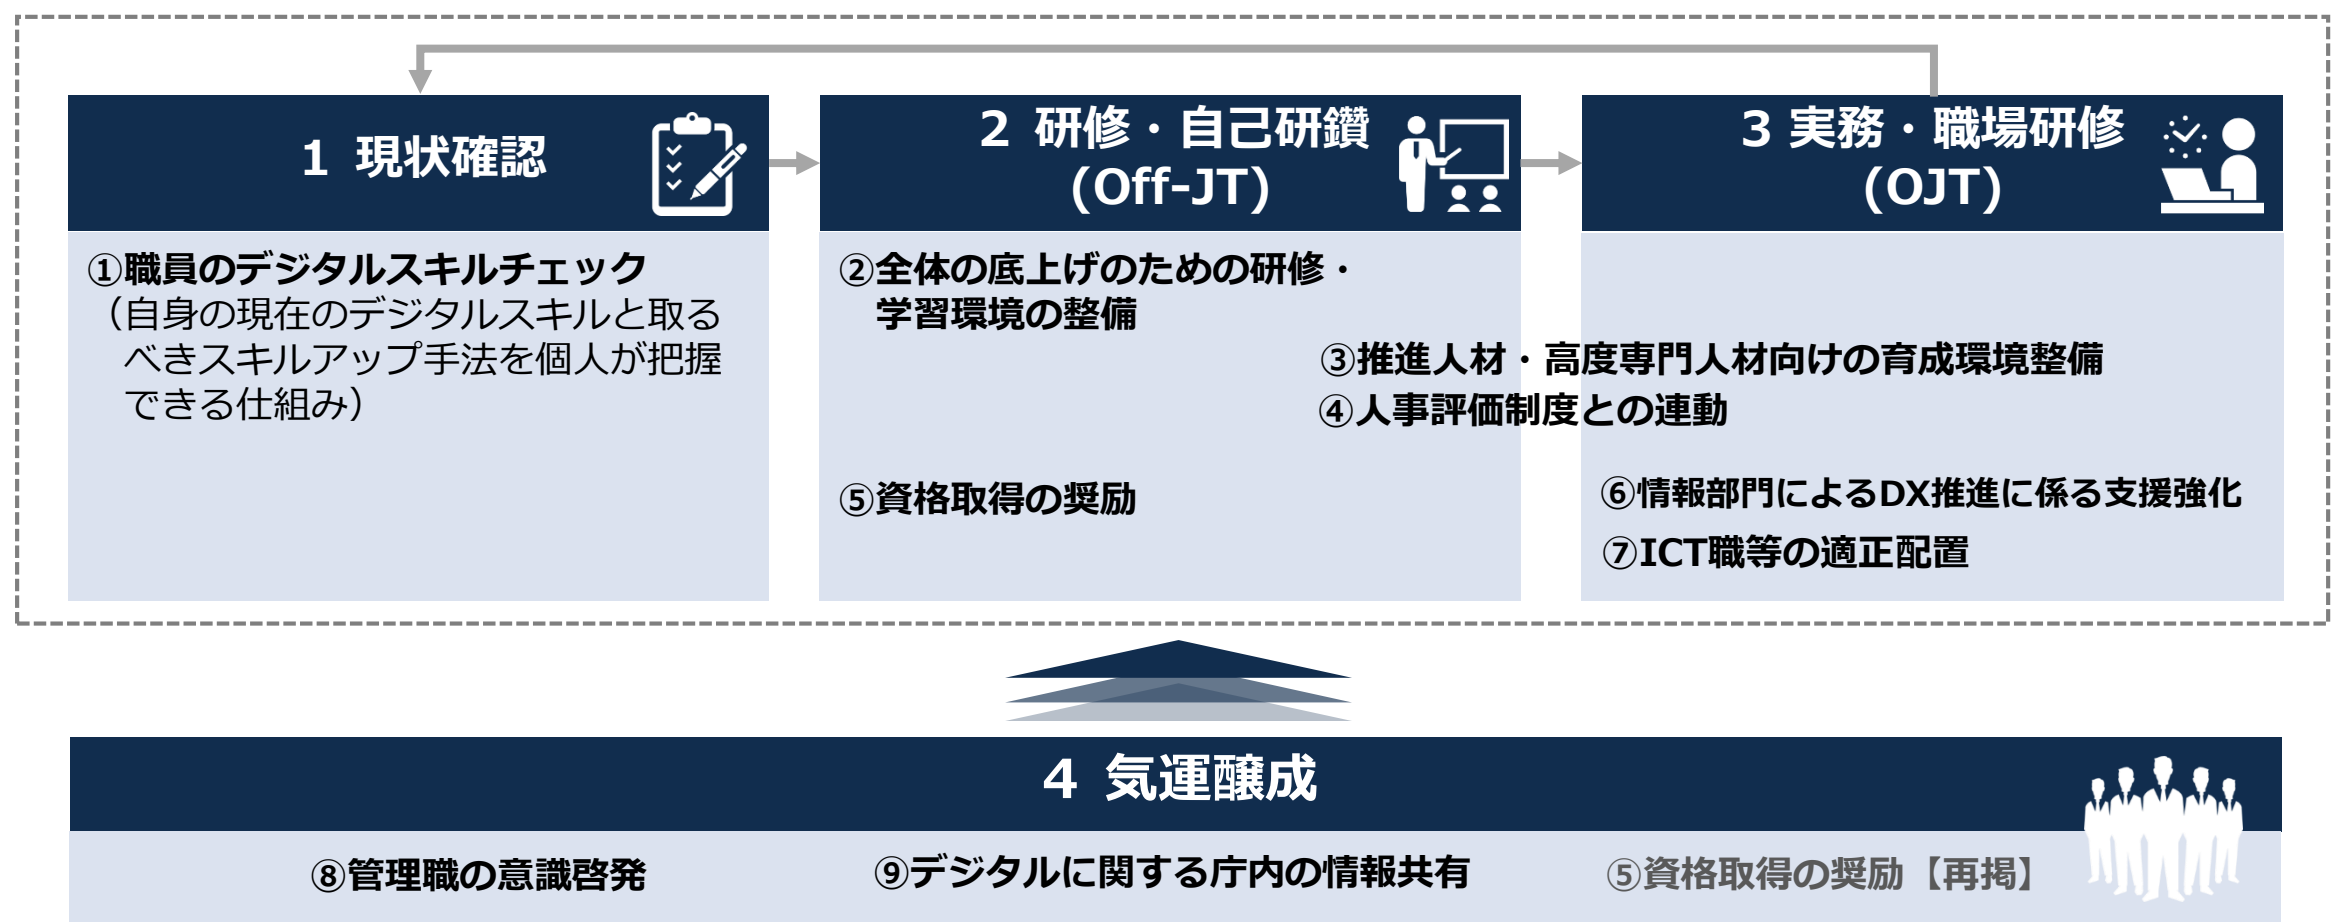 1 現状確認
①職員のデジタルスキルチェック
（自身の現在のデジタルスキルと取る
べきスキルアップ手法を個人が把握
できる仕組み）
2 研修・自己研鑽
(Off-JT)
②全体の底上げのための研修・
学習環境の整備
3 実務・職場研修
(OJT)
③推進人材・高度専門人材向けの育成環境整備
④人事評価制度との連動
⑤資格取得の奨励
⑥情報部門によるDX推進に係る支援強化
⑦ICT職等の適正配置
4 気運醸成
⑧管理職の意識啓発
⑨デジタルに関する庁内の情報共有
⑤資格取得の奨励【再掲】